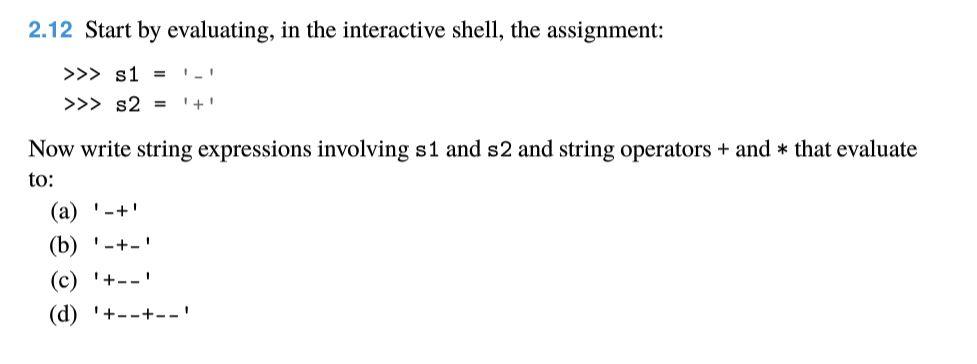 2.12 Start by evaluating, in the interactive shell, the assignment:
>>> s1 = '-'
>>> s2 = '+'
Now write string expressions involving s1 and s2 and string operators + and * that evaluate
to:
(a) '-+'
(b) '-+-'
(c) '+--'
(d) '+--+--'